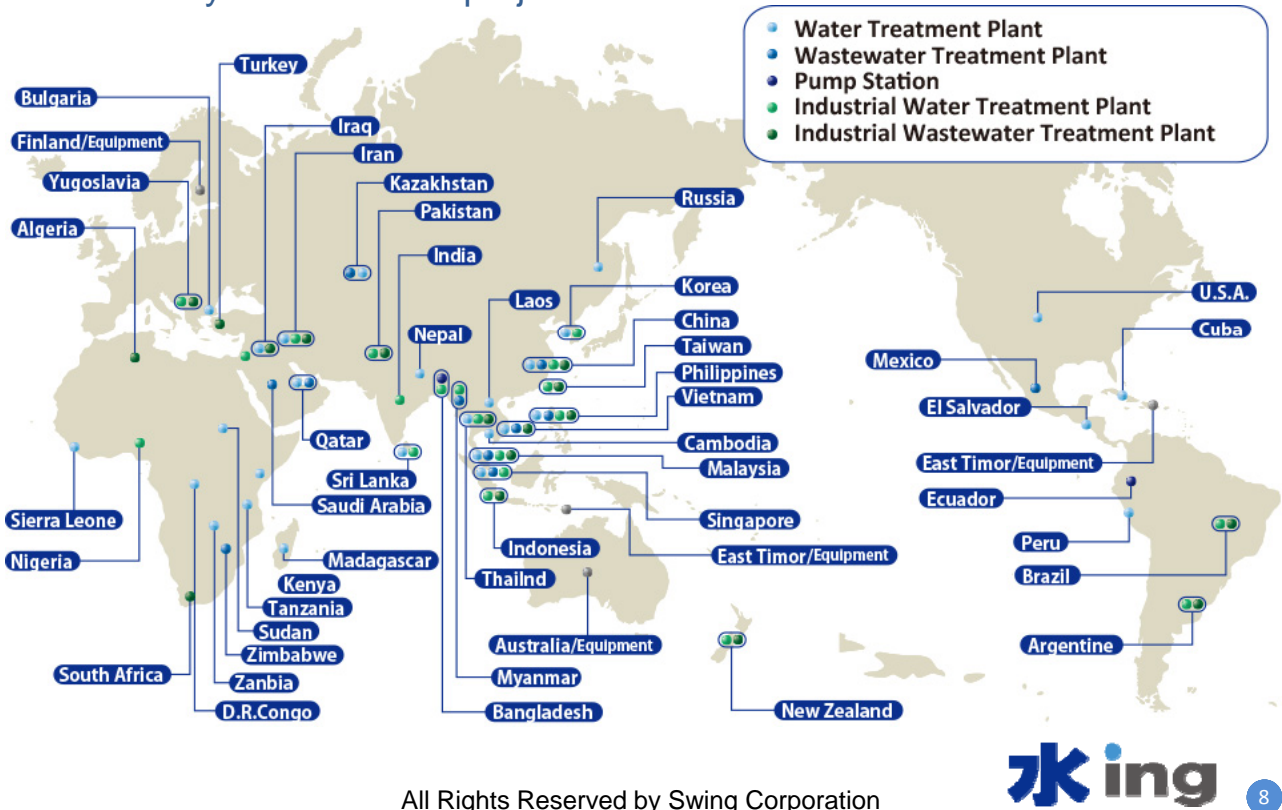 Water Treatment Plant
Wastewater Treatment Plant
Pump Station
Industrial Water Treatment Plant
Industrial Wastewater Treatment Plant
Turkey
Bulgaria
Iraq
Finland/Equipment
Iran
Yugoslavia
Kazakhstan
Russia
Pakistan
Algeria
India
Korea
U.S.A.
Laos
China
Cuba
Nepal
Taiwan
Mexico
Philippines
Vietnam
El Salvador
Qatar
Cambodia
East Timor/Equipment
Malaysia
Sri Lanka
Ecuador
Saudi Arabia
Sierra Leone
Singapore
Peru
Indonesia
East Timor/Equipment
Nigeria
Madagascar
Brazil
Thailnd
Kenya
Tanzania
Sudan
Australia/Equipment
Argentine
Zimbabwe
South Africa
Myanmar
Zanbia
D.R.Congo
Bangladesh
New Zealand
水ing
All Rights Reserved by Swing Corporation
8